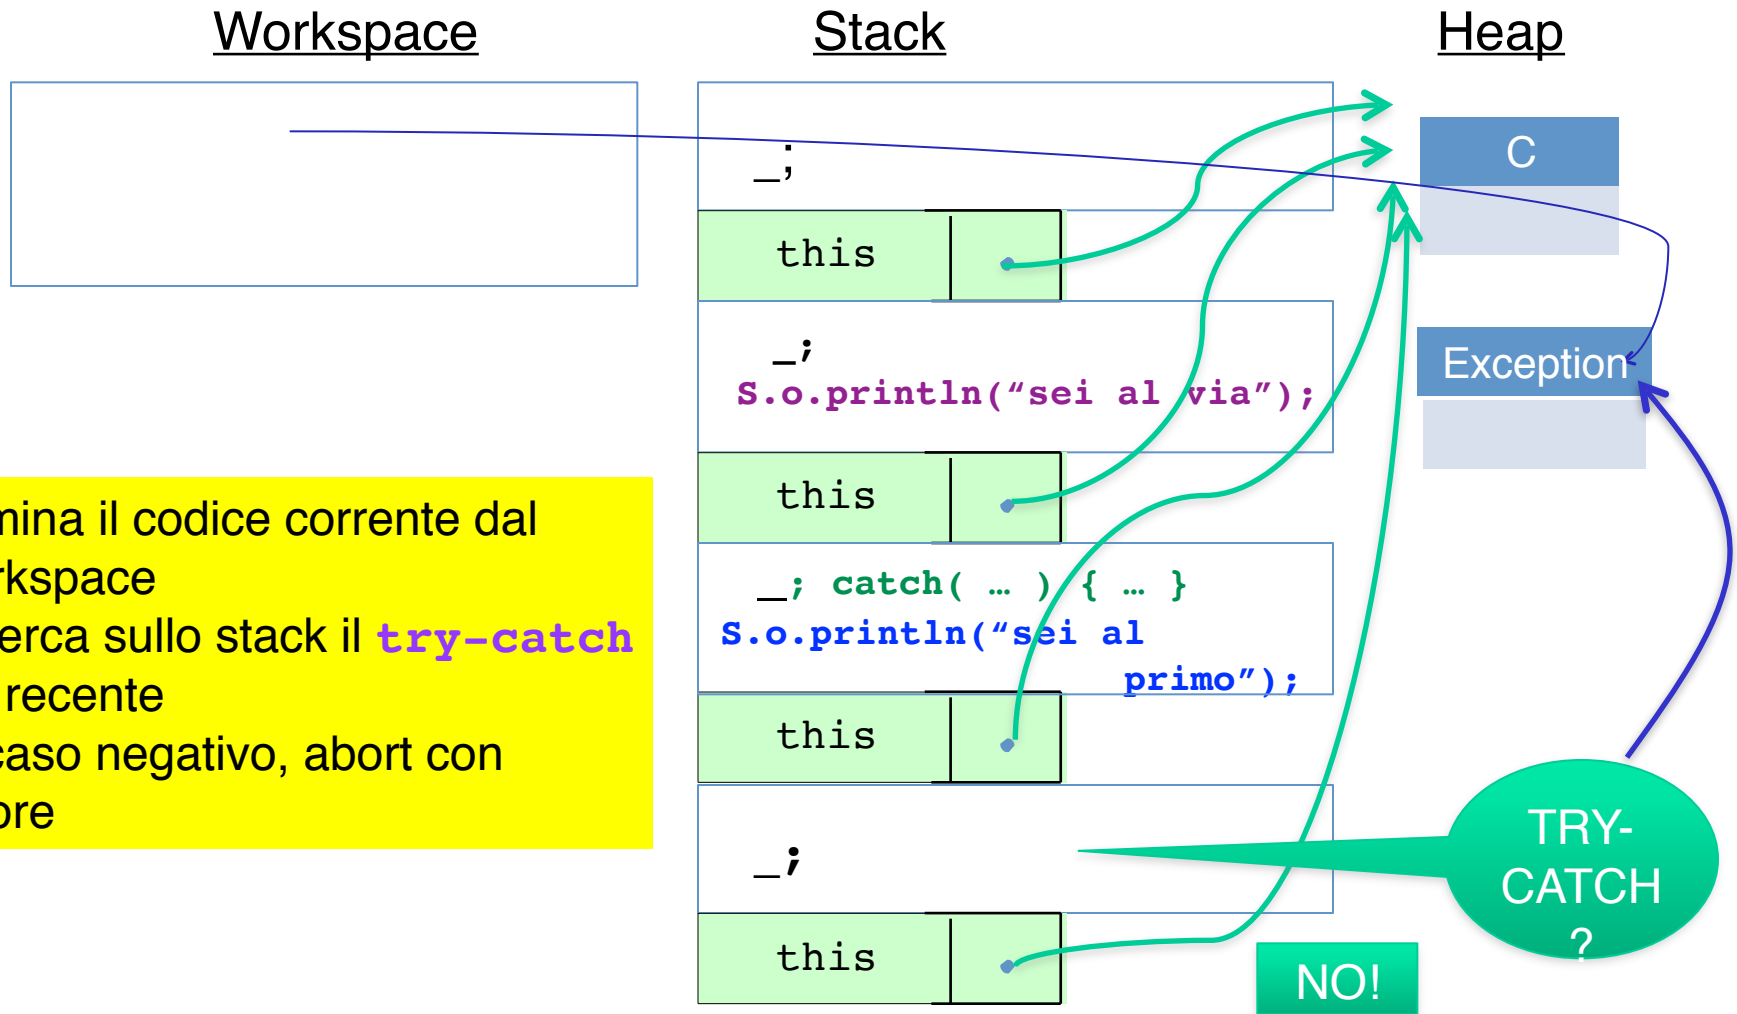 Workspace
Stack
Heap
_;
this
_;
S.o.println(“sei al via”);
this
_; catch( … ) { … }
S.o.println(“sei al
primo”);
this
_;
this
C
Exception
mina il codice corrente dal
rkspace
erca sullo stack il try-catch
recente
caso negativo, abort con
ore
TRY-
CATCH
?
NO!